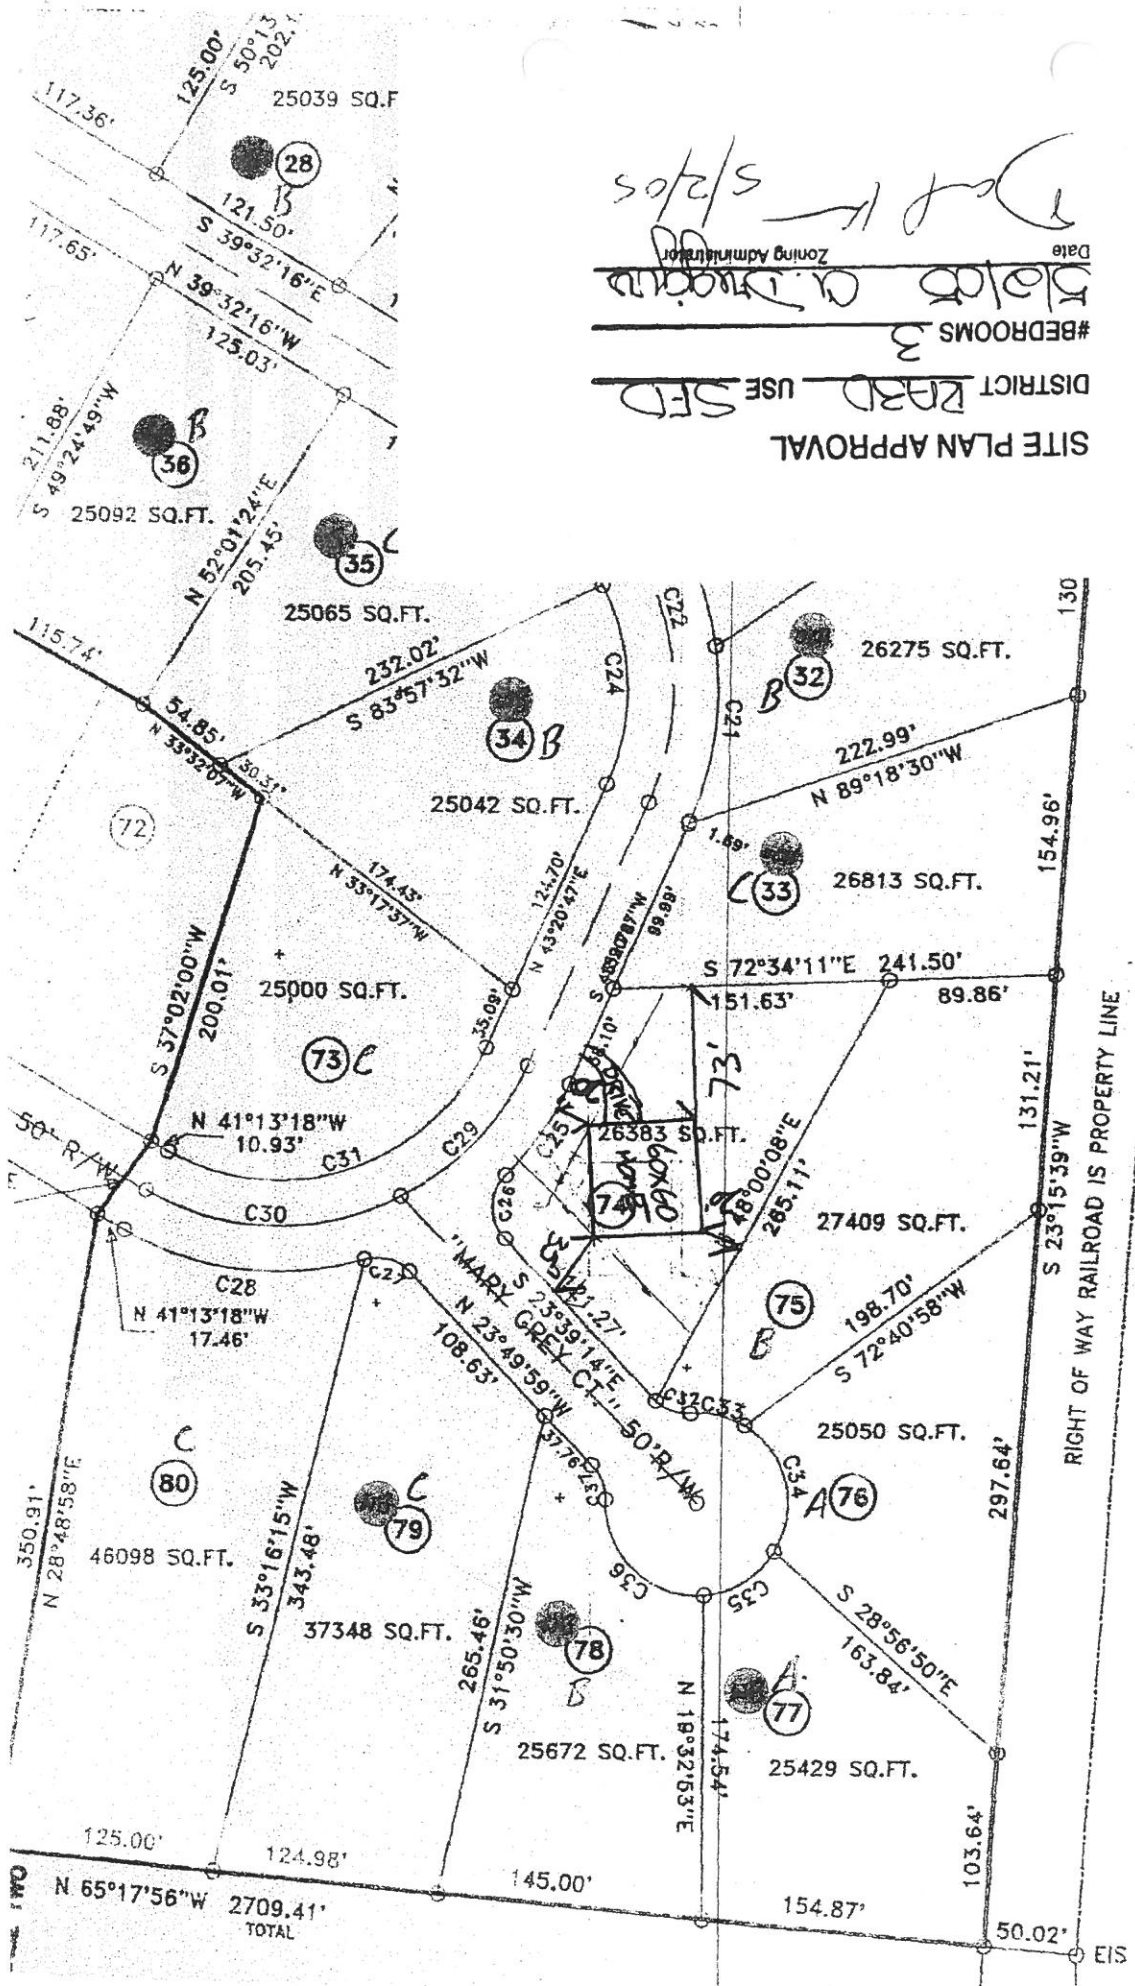 125.00'
S 50°13
202.
117.36'
25039 SQ.F
28
B
121.50'
S 39°32'16"E
117.65'
N 39°32'16"W
125.03'
SITE PLAN APPROVAL
DISTRICT RA30 USE SFD
#BEDROOMS 3
Date
Zoning Administrator
5/2/05
211.88'
S 49°24'49"W
B
36
25092 SQ.FT.
N 52°01'24"E
205.45'
C
35
25065 SQ.FT.
115.74'
232.02'
S 83°57'32"W
C24
C22
C21
130
32
B
26275 SQ.FT.
54.85'
N 33°32'07"W
30.31'
34
B
25042 SQ.FT.
222.99'
N 89°18'30"W
154.96'
72
174.43'
N 33°17'37"W
124.70'
N 43°20'47"E
1.69'
99.99'
C
33
26813 SQ.FT.
S 72°34'11"E 241.50'
151.63'
89.86'
S 37°02'00"W
200.01'
25000 SQ.FT.
73
C
35.09'
DRIVE
73'
131.21'
50' R/W
N 41°13'18"W
10.93'
C31
C29
C25
26383 SQ.FT.
60x60
HOME
74
S 48°00'08"E
265.11'
C30
C26
27409 SQ.FT.
S 23°15'39"W
RIGHT OF WAY RAILROAD IS PROPERTY LINE
C28
C27
"MARY GREY CT." 50'R/W
S 23°39'14"E
121.27'
N 41°13'18"W
17.46'
N 23°49'59"W
108.63'
75
B
198.70'
S 72°40'58"W
C32
C33
25050 SQ.FT.
C34
A
76
297.64'
37.76'
C37
C
80
350.91'
N 28°48'58"E
46098 SQ.FT.
S 33°16'15"W
343.48'
C
79
37348 SQ.FT.
C36
C35
265.46'
S 31°50'30"W
78
B
25672 SQ.FT.
N 19°32'53"E
174.54'
A
77
25429 SQ.FT.
S 28°56'50"E
163.84'
103.64'
125.00'
124.98'
145.00'
154.87'
50.02'
N 65°17'56"W 2709.41'
TOTAL
EIS